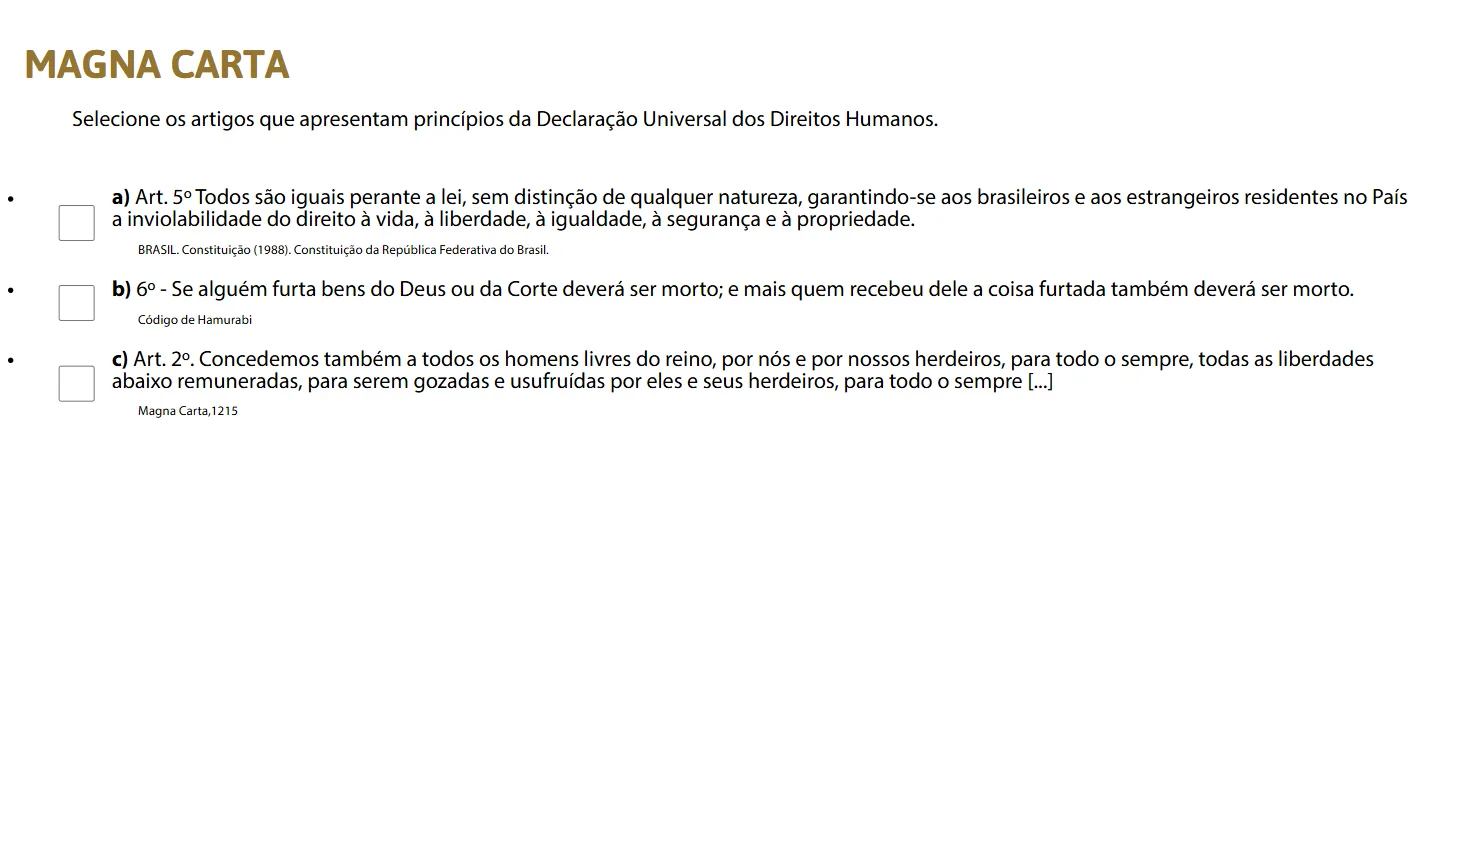 MAGNA CARTA
Selecione os artigos que apresentam princípios da Declaração Universal dos Direitos Humanos.
• a) Art. 5º Todos são iguais perante a lei, sem distinção de qualquer natureza, garantindo-se aos brasileiros e aos estrangeiros residentes no País
a inviolabilidade do direito à vida, à liberdade, à igualdade, à segurança e à propriedade.
BRASIL. Constituição (1988). Constituição da República Federativa do Brasil.
• b) 6º - Se alguém furta bens do Deus ou da Corte deverá ser morto; e mais quem recebeu dele a coisa furtada também deverá ser morto.
Código de Hamurabi
• c) Art. 2º. Concedemos também a todos os homens livres do reino, por nós e por nossos herdeiros, para todo o sempre, todas as liberdades
abaixo remuneradas, para serem gozadas e usufruídas por eles e seus herdeiros, para todo o sempre [...]
Magna Carta,1215